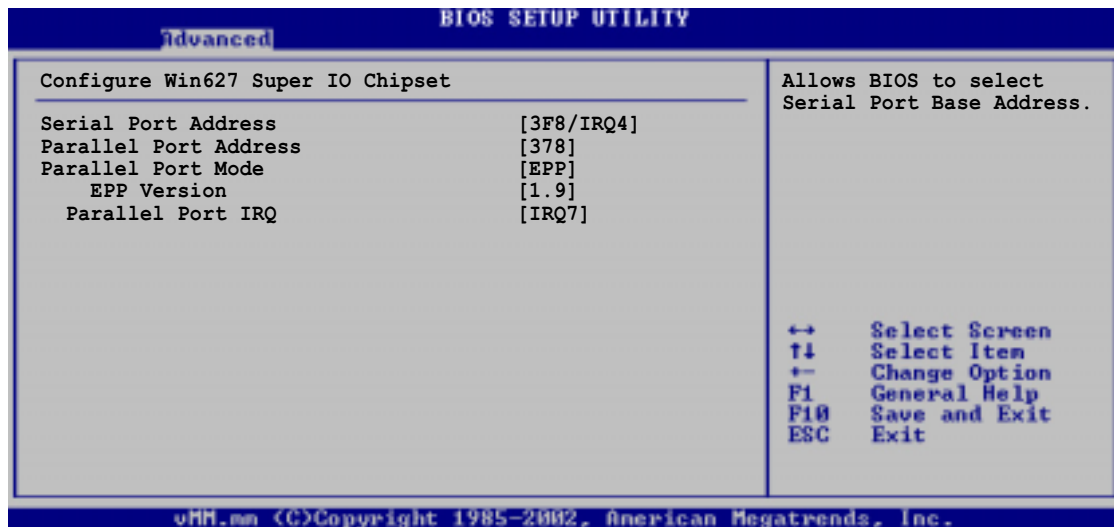 BIOS SETUP UTILITY
Advanced
Configure Win627 Super IO Chipset
Serial Port Address [3F8/IRQ4]
Parallel Port Address [378]
Parallel Port Mode [EPP]
EPP Version [1.9]
Parallel Port IRQ [IRQ7]
Allows BIOS to select
Serial Port Base Address.
←→ Select Screen
↑↓ Select Item
+- Change Option
F1 General Help
F10 Save and Exit
ESC Exit
vMM.mm (C)Copyright 1985-2002, American Megatrends, Inc.